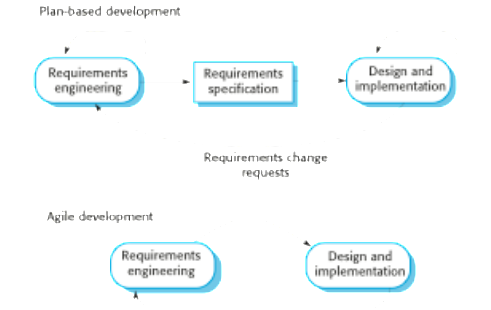 Plan-based development
Requirements
engineering
Requirements
specification
Design and
implementation
Requirements change
requests
Agile development
Requirements
engineering
Design and
implementation